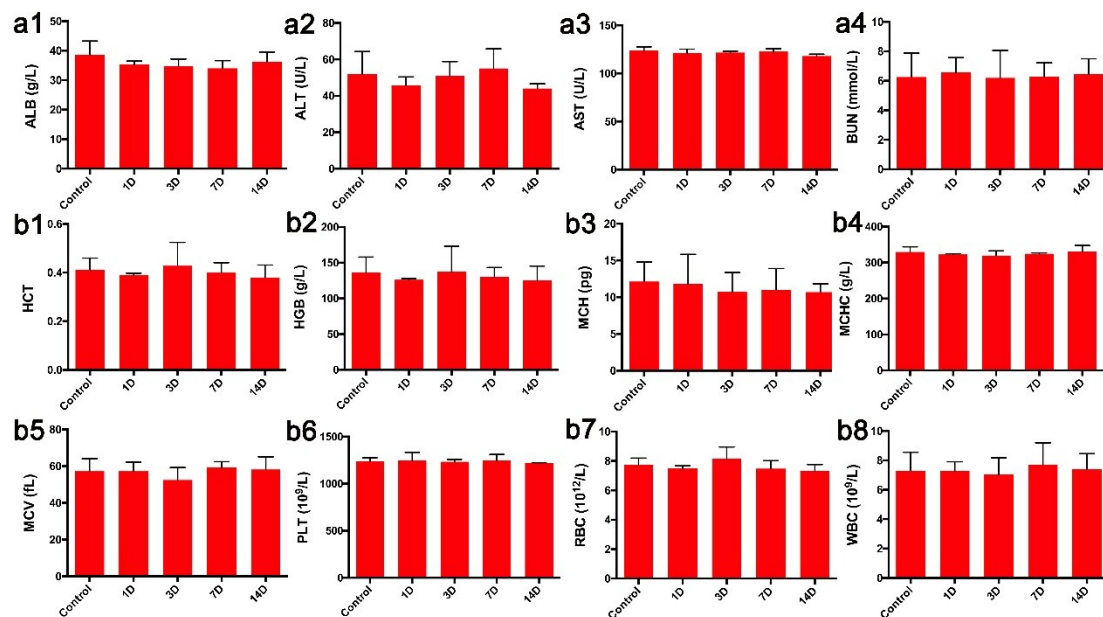 a1
50
40
30
20
10
0
ALB (g/L)
Control
1D
3D
7D
14D
a2
80
60
40
20
0
ALT (U/L)
Control
1D
3D
7D
14D
a3
150
100
50
0
AST (U/L)
Control
1D
3D
7D
14D
a4
10
8
6
4
2
0
BUN (mmol/L)
Control
1D
3D
7D
14D
b1
0.6
0.4
0.2
0.0
HCT
Control
1D
3D
7D
14D
b2
200
150
100
50
0
HGB (g/L)
Control
1D
3D
7D
14D
b3
20
15
10
5
0
MCH (pg)
Control
1D
3D
7D
14D
b4
400
300
200
100
0
MCHC (g/L)
Control
1D
3D
7D
14D
b5
80
60
40
20
0
MCV (fL)
Control
1D
3D
7D
14D
b6
1500
1000
500
0
PLT (10⁹/L)
Control
1D
3D
7D
14D
b7
10
8
6
4
2
0
RBC (10¹²/L)
Control
1D
3D
7D
14D
b8
10
8
6
4
2
0
WBC (10⁹/L)
Control
1D
3D
7D
14D